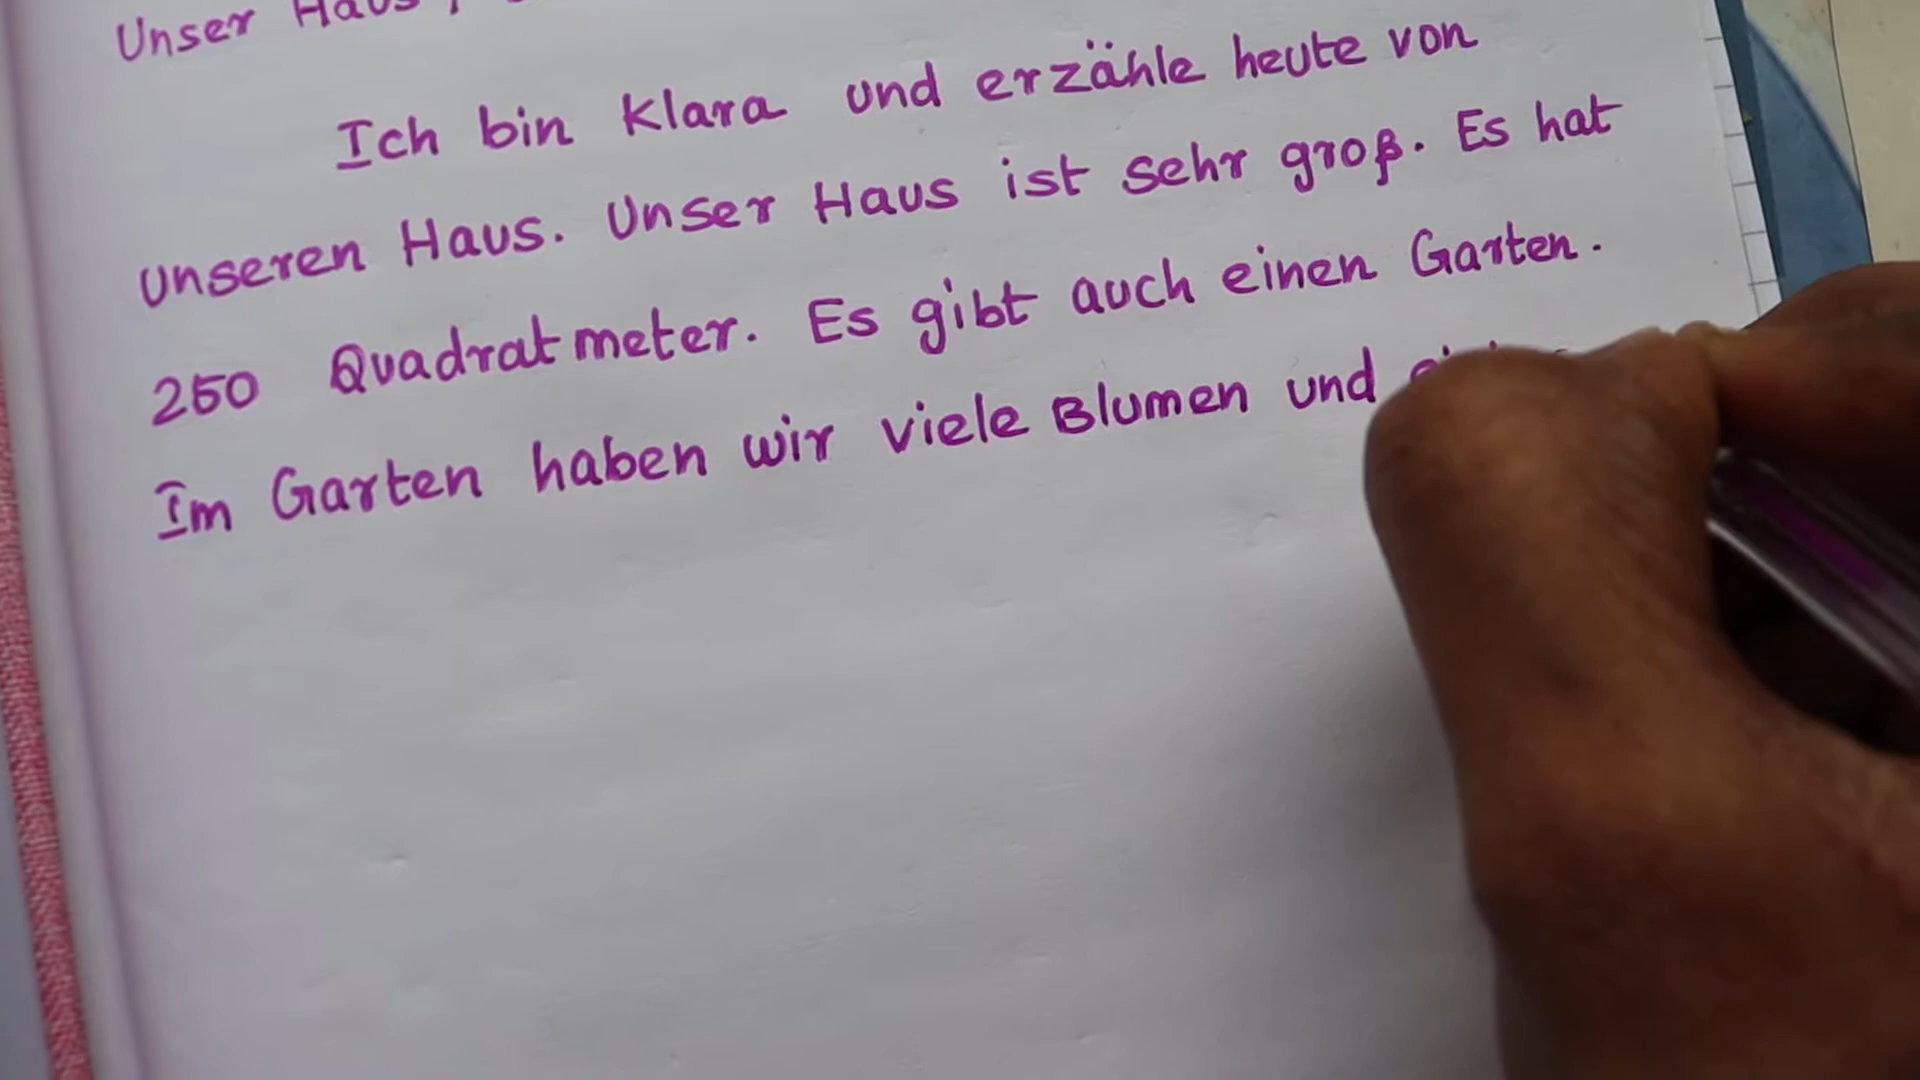 Unser Haus,
Ich bin Klara und erzähle heute von
unseren Haus. Unser Haus ist sehr groß. Es hat
250 Quadratmeter. Es gibt auch einen Garten.
Im Garten haben wir viele Blumen und